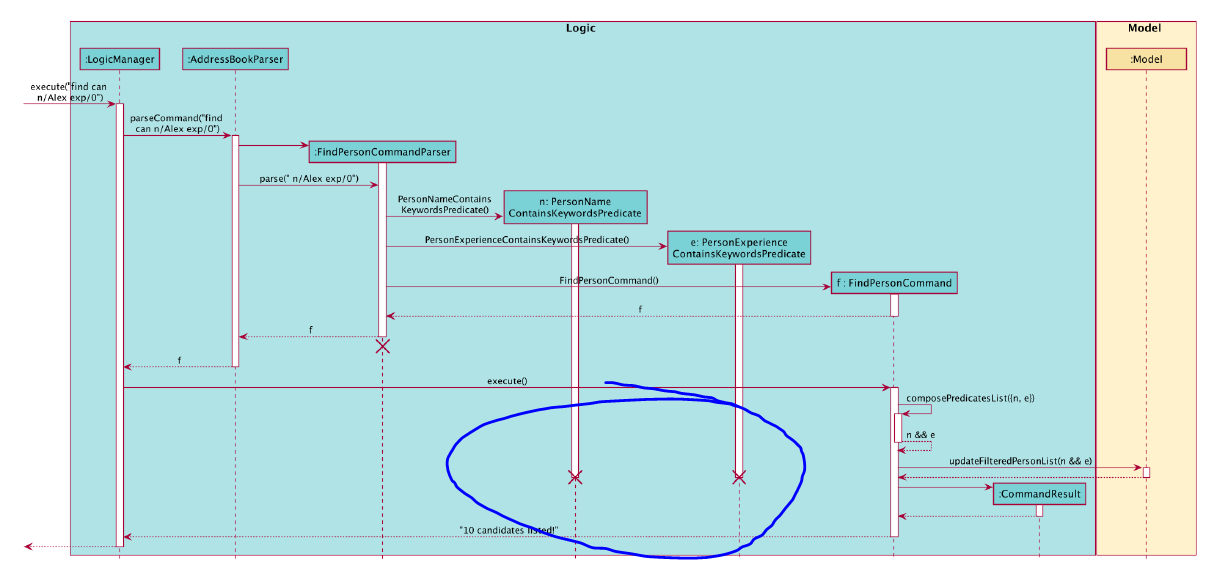 Logic
Model
:LogicManager
:AddressBookParser
:Model
execute("find can
n/Alex exp/0")
parseCommand("find
can n/Alex exp/0")
:FindPersonCommandParser
parse(" n/Alex exp/0")
PersonNameContains
KeywordsPredicate()
n: PersonName
ContainsKeywordsPredicate
PersonExperienceContainsKeywordsPredicate()
e: PersonExperience
ContainsKeywordsPredicate
FindPersonCommand()
f : FindPersonCommand
f
f
f
execute()
composePredicatesList({n, e})
n && e
updateFilteredPersonList(n && e)
:CommandResult
"10 candidates listed!"